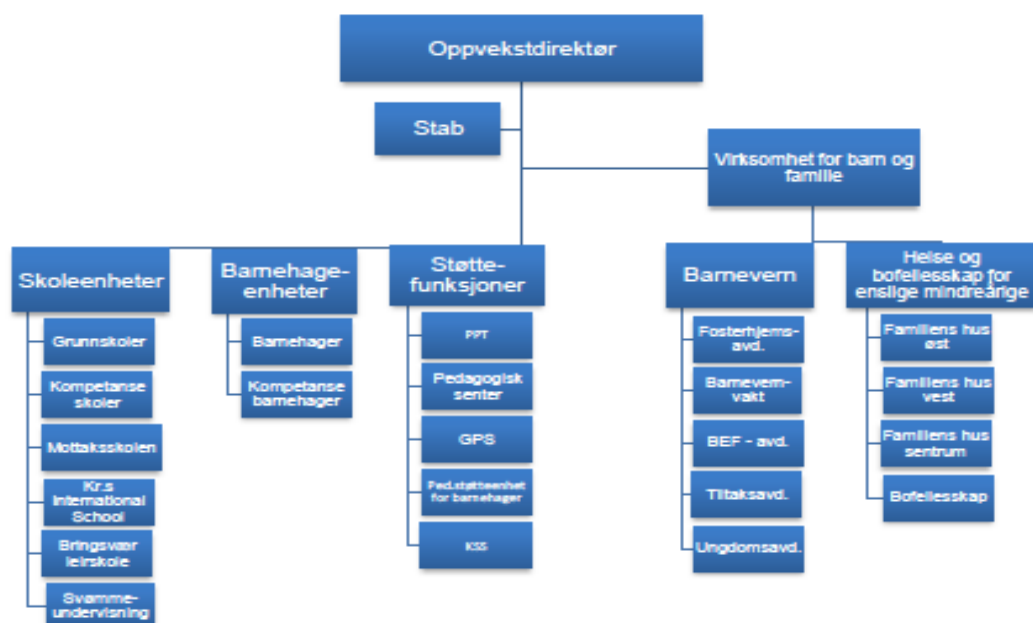 Oppvekstdirektør
Stab
Virksomhet for barn og
familie
Skoleenheter
Grunnskoler
Kompetanse
skoler
Mottaksskolen
Kr.s
International
School
Bringsvær
leirskole
Svømme-
undervisning
Barnehage-
enheter
Barnehager
Kompetanse
barnehager
Støtte-
funksjoner
PPT
Pedagogisk
senter
GPS
Ped.støtteenhet
for barnehager
KSS
Barnevern
Fosterhjems-
avd.
Barnevern-
vakt
BEF - avd.
Tiltaksavd.
Ungdomsavd.
Helse og
bofellesskap for
enslige mindreårige
Familiens hus
øst
Familiens hus
vest
Familiens hus
sentrum
Bofellesskap